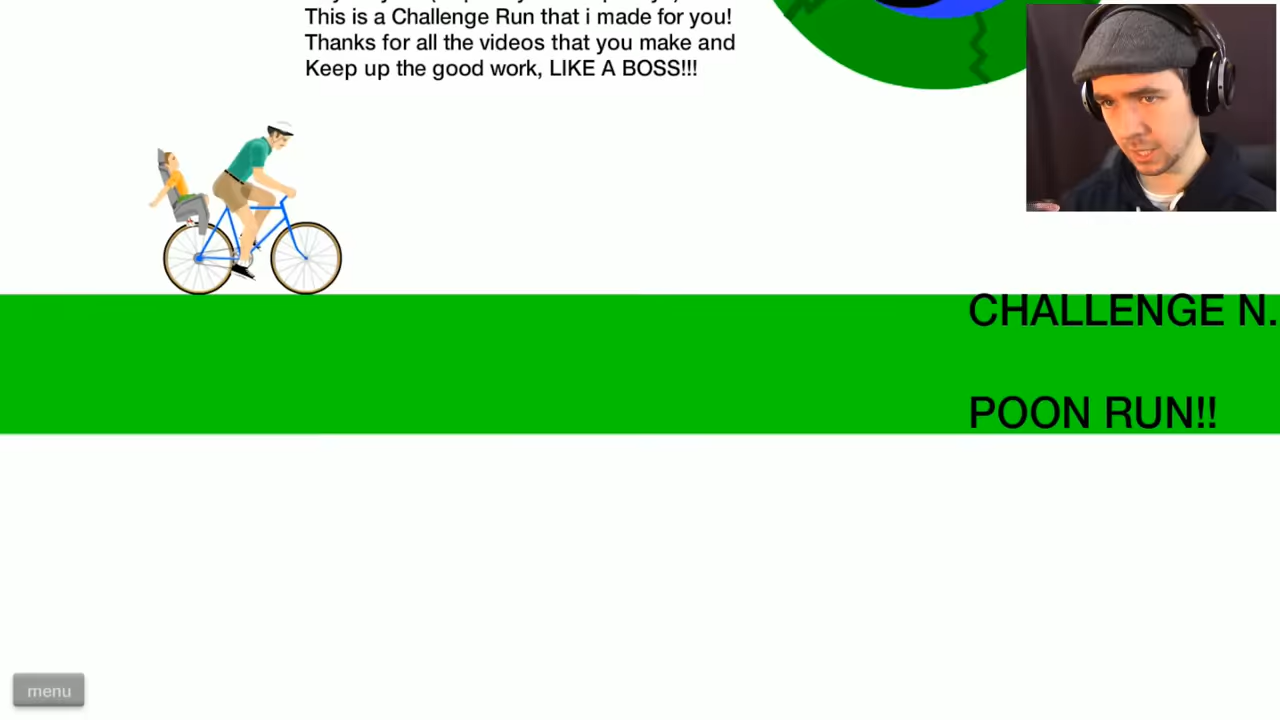 This is a Challenge Run that i made for you!
Thanks for all the videos that you make and
Keep up the good work, LIKE A BOSS!!!
CHALLENGE N.
POON RUN!!
menu